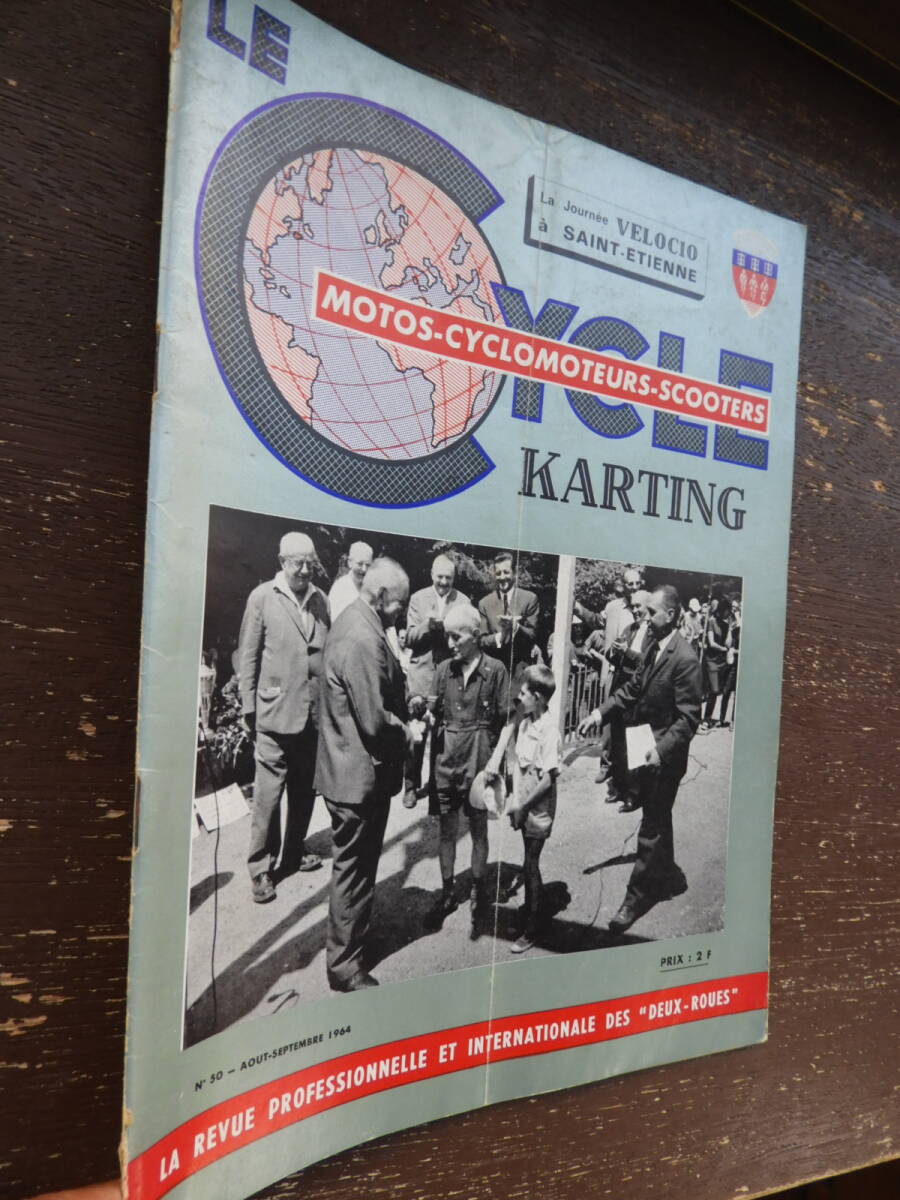 LE
CYCLE
La Journée VELOCIO
à SAINT-ETIENNE
MOTOS-CYCLOMOTEURS-SCOOTERS
KARTING
PRIX : 2 F
N° 50 – AOUT-SEPTEMBRE 1964
LA REVUE PROFESSIONNELLE ET INTERNATIONALE DES "DEUX-ROUES"